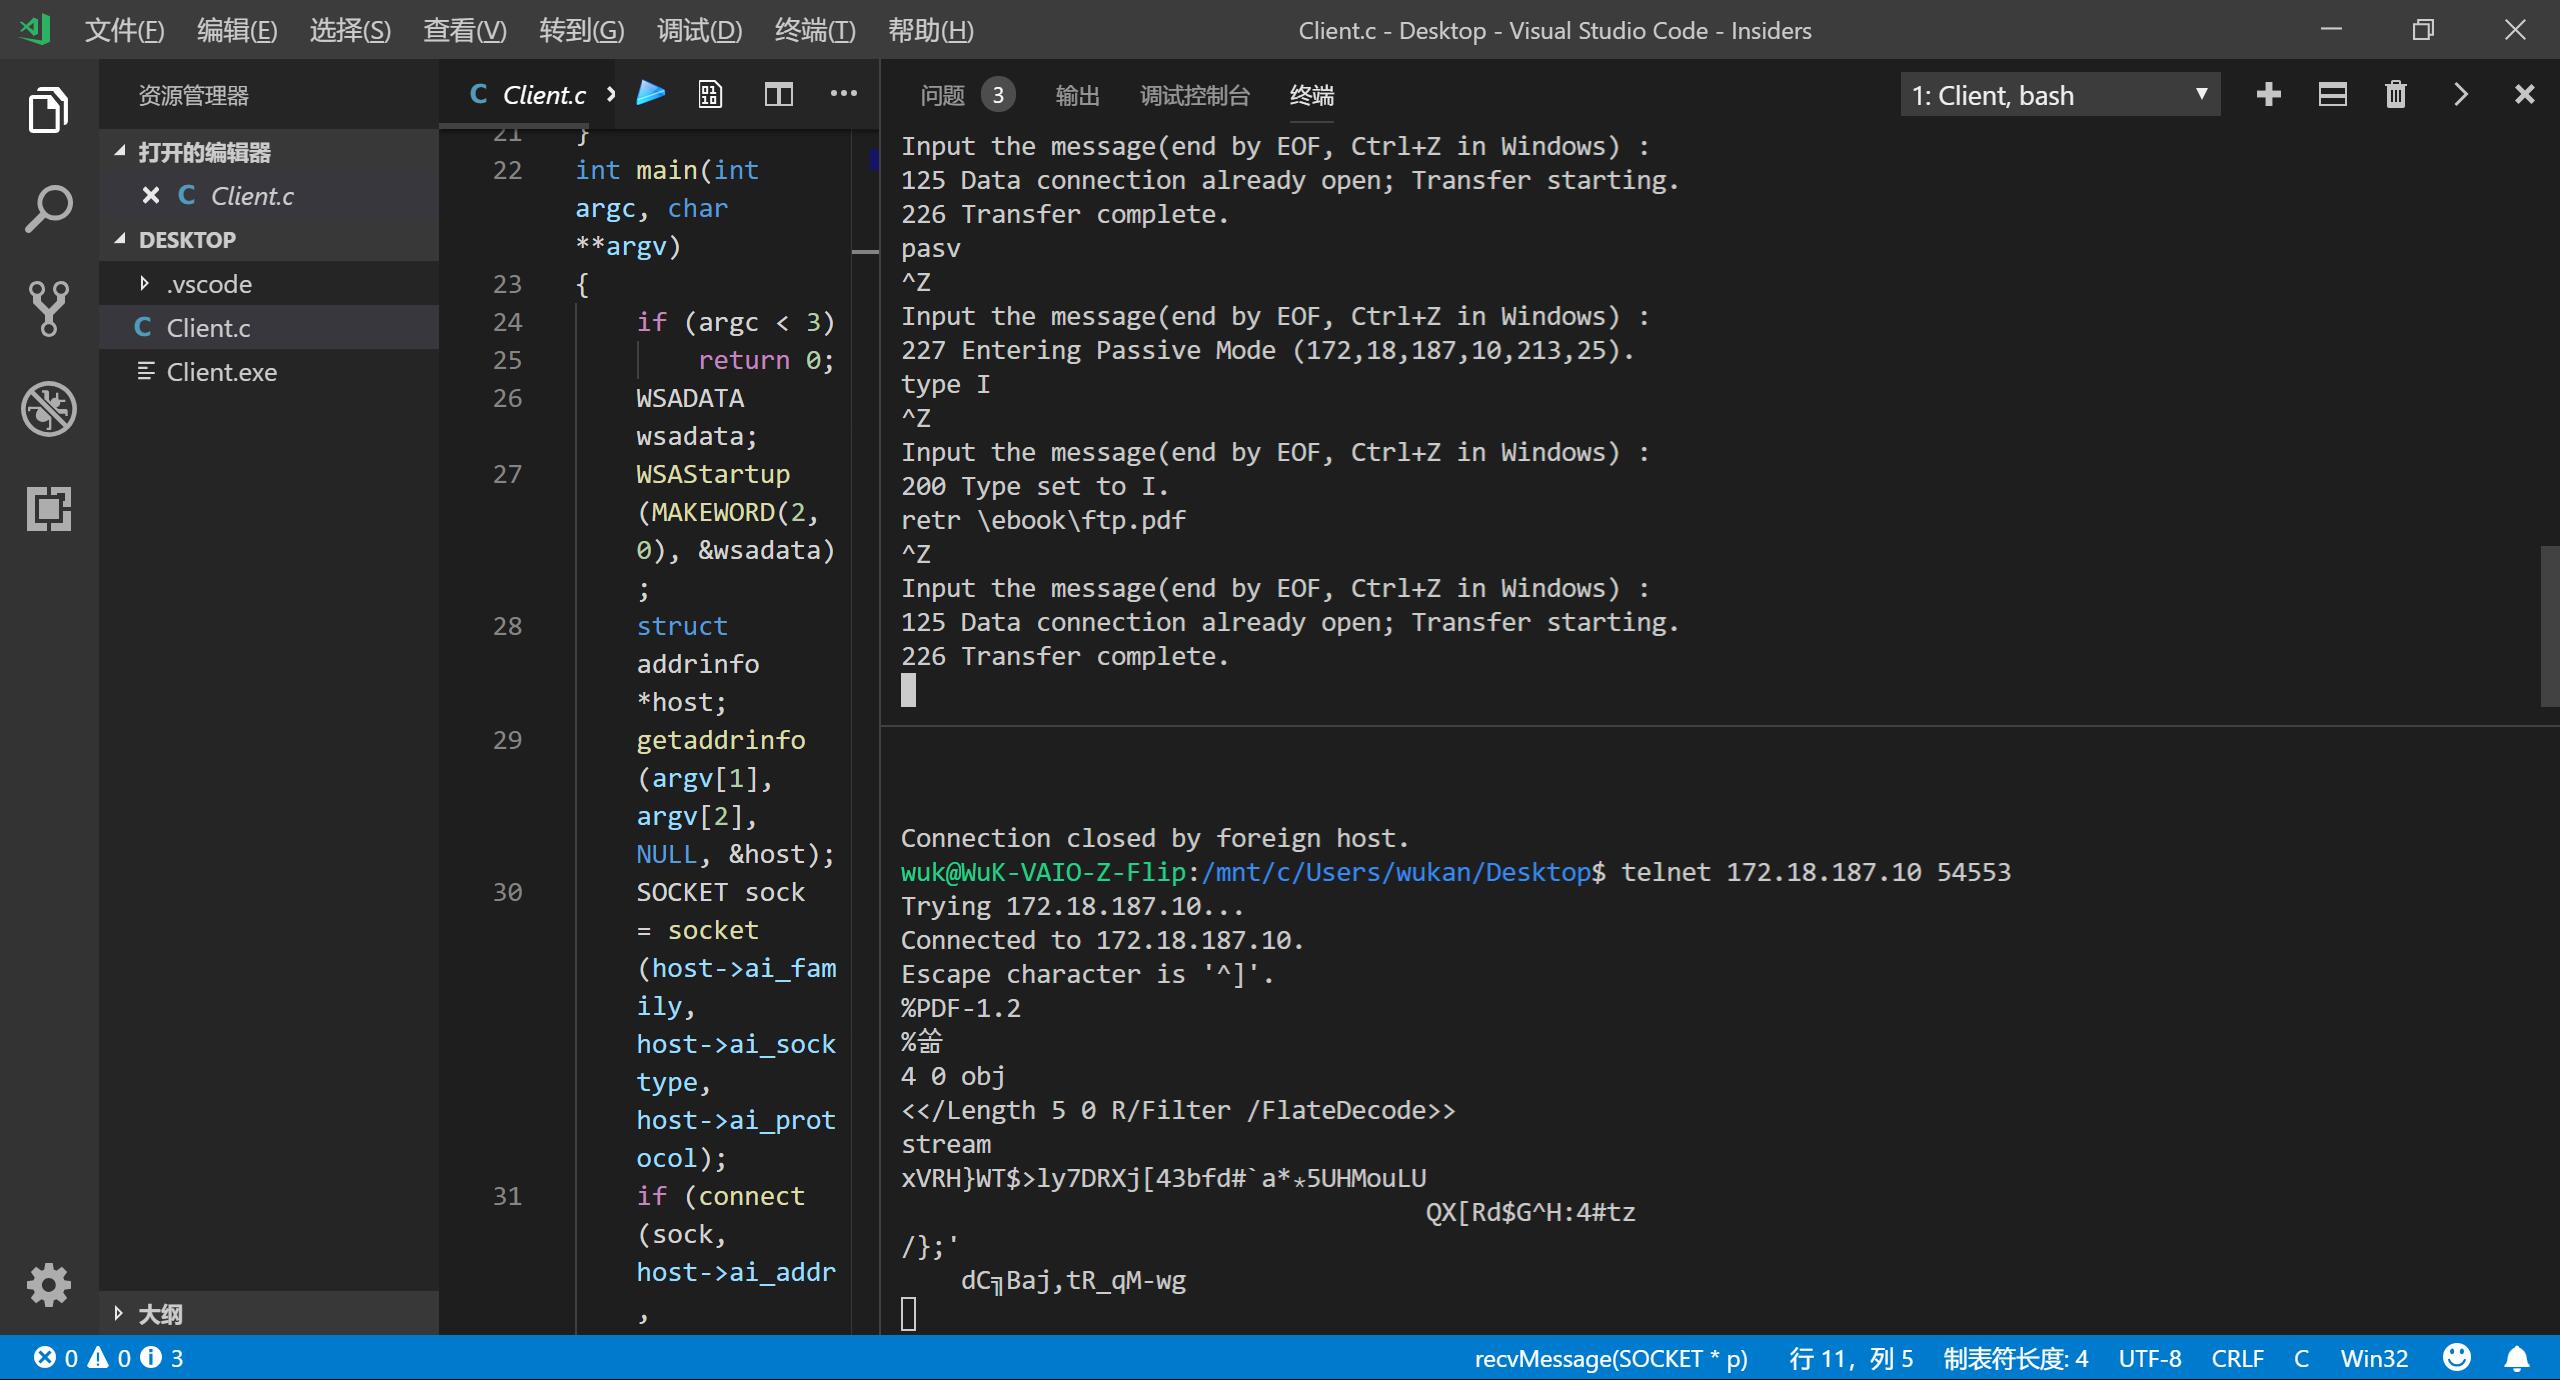 文件(F) 编辑(E) 选择(S) 查看(V) 转到(G) 调试(D) 终端(T) 帮助(H)
Client.c - Desktop - Visual Studio Code - Insiders
资源管理器
打开的编辑器
C Client.c
DESKTOP
.vscode
C Client.c
Client.exe
大纲
C Client.c
21 }
22 int main(int
argc, char
**argv)
23 {
24 if (argc < 3)
25 return 0;
26 WSADATA
wsadata;
27 WSAStartup
(MAKEWORD(2,
0), &wsadata)
;
28 struct
addrinfo
*host;
29 getaddrinfo
(argv[1],
argv[2],
NULL, &host);
30 SOCKET sock
= socket
(host->ai_fam
ily,
host->ai_sock
type,
host->ai_prot
ocol);
31 if (connect
(sock,
host->ai_addr
,
问题 3 输出 调试控制台 终端
1: Client, bash
Input the message(end by EOF, Ctrl+Z in Windows) :
125 Data connection already open; Transfer starting.
226 Transfer complete.
pasv
^Z
Input the message(end by EOF, Ctrl+Z in Windows) :
227 Entering Passive Mode (172,18,187,10,213,25).
type I
^Z
Input the message(end by EOF, Ctrl+Z in Windows) :
200 Type set to I.
retr \ebook\ftp.pdf
^Z
Input the message(end by EOF, Ctrl+Z in Windows) :
125 Data connection already open; Transfer starting.
226 Transfer complete.
Connection closed by foreign host.
wuk@WuK-VAIO-Z-Flip:/mnt/c/Users/wukan/Desktop$ telnet 172.18.187.10 54553
Trying 172.18.187.10...
Connected to 172.18.187.10.
Escape character is '^]'.
%PDF-1.2
%
4 0 obj
<</Length 5 0 R/Filter /FlateDecode>>
stream
xVRH}WT$>ly7DRXj[43bfd#`a*⁎5UHMouLU
QX[Rd$G^H:4#tz
/};'
dC╗Baj,tR_qM-wg
0 0 3
recvMessage(SOCKET * p) 行 11，列 5 制表符长度: 4 UTF-8 CRLF C Win32